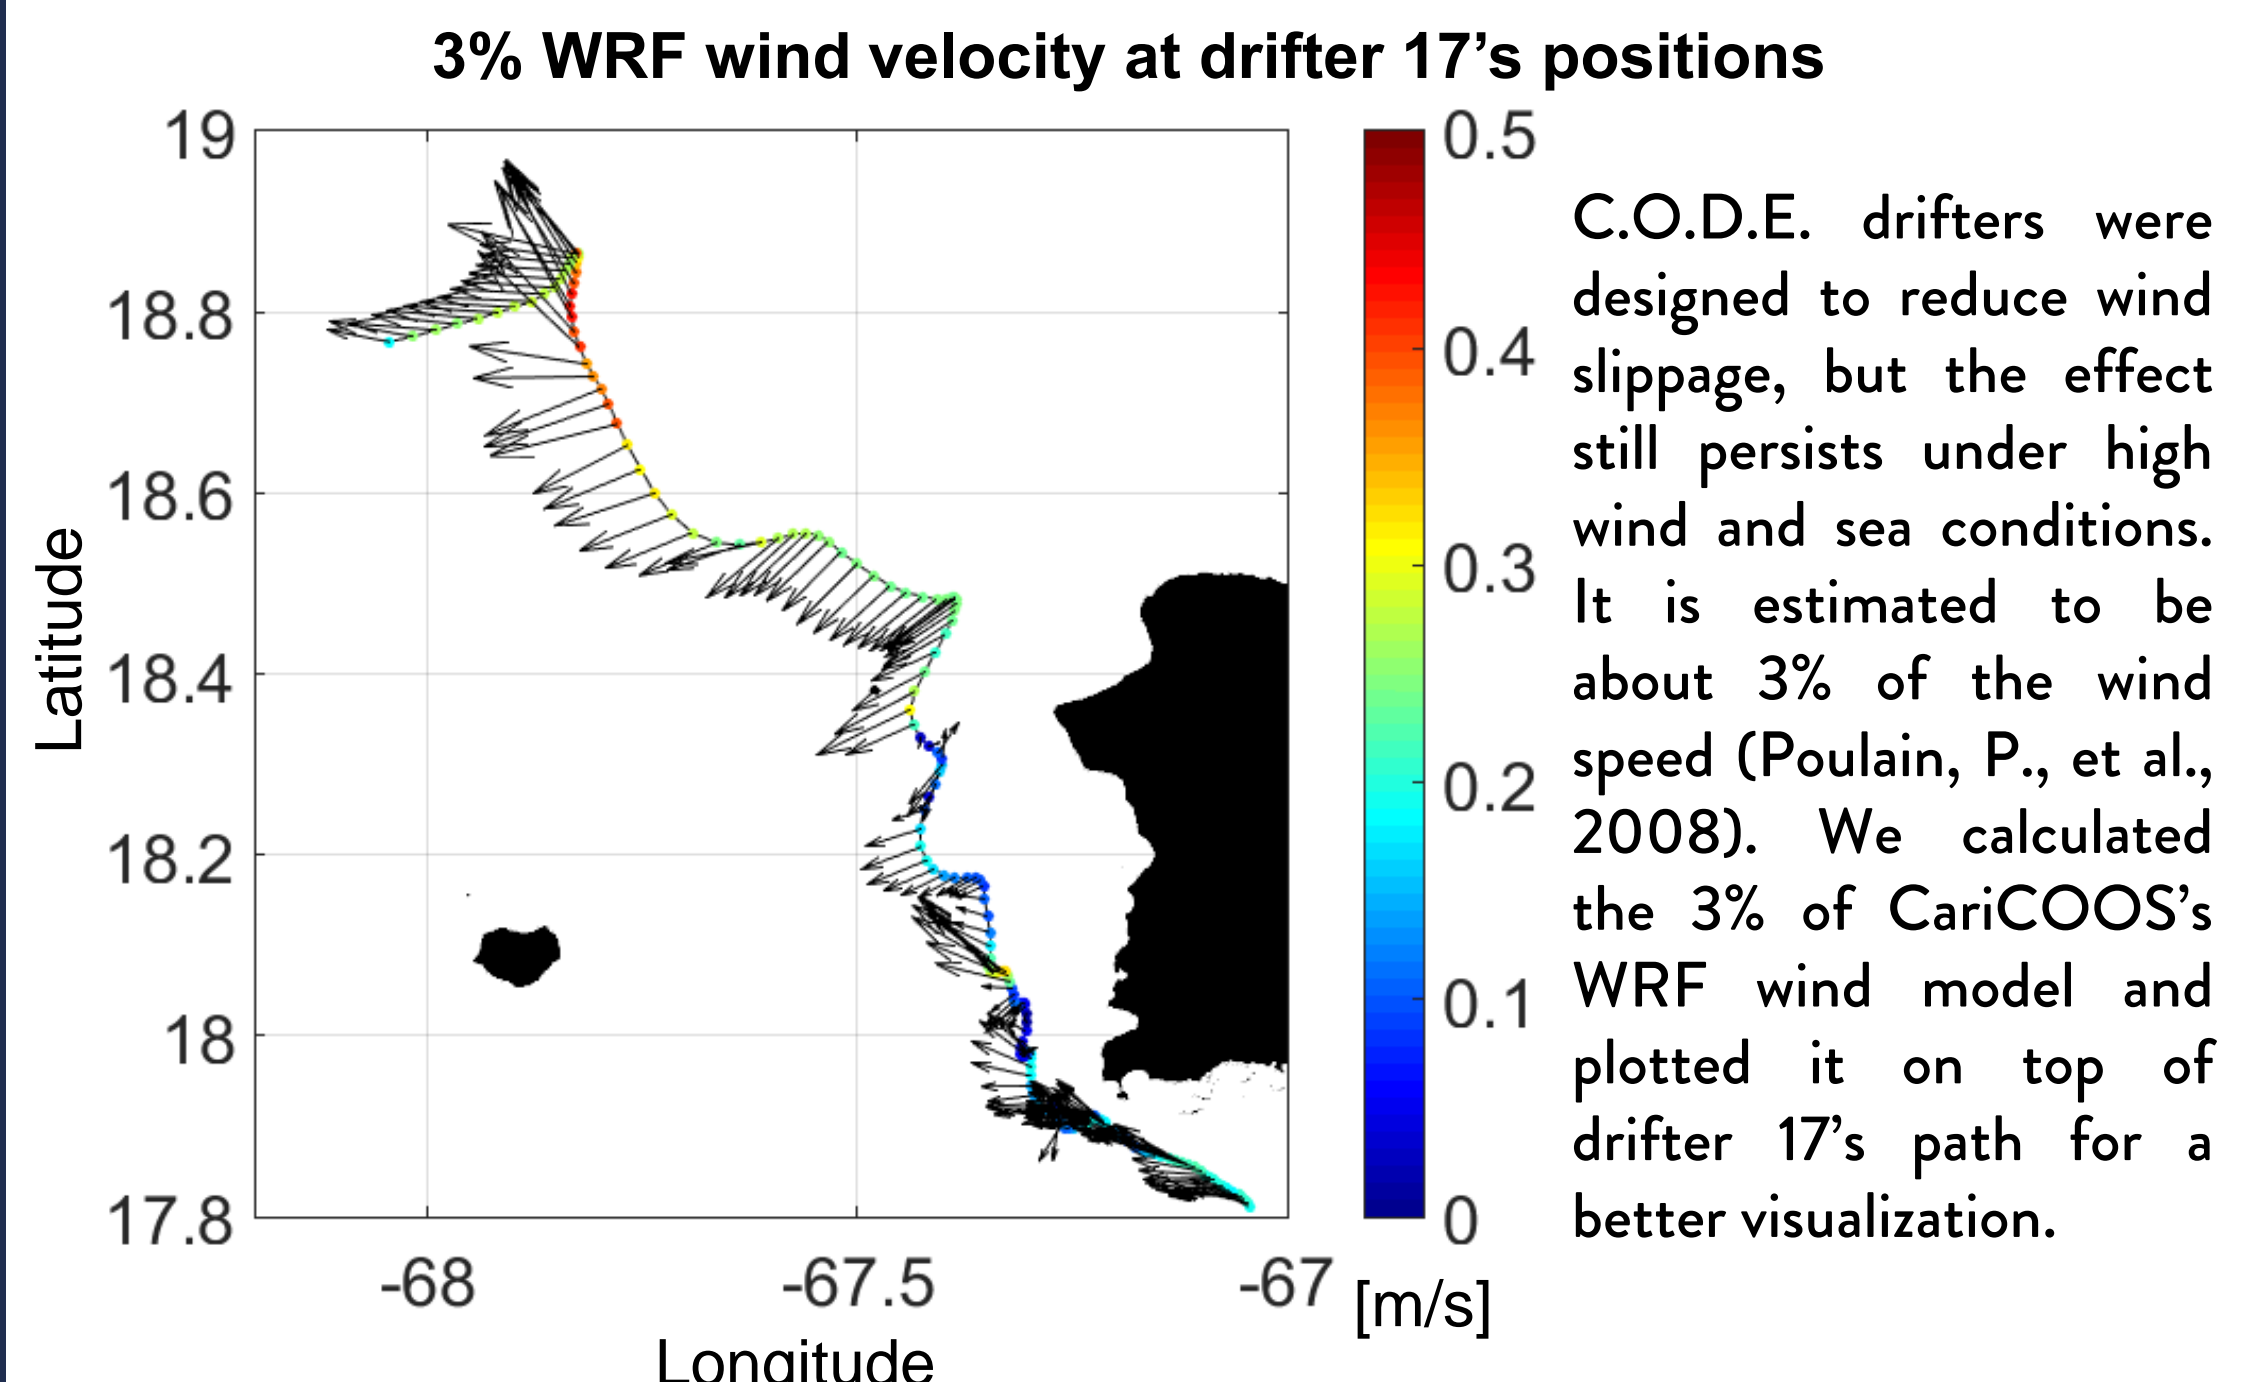 3% WRF wind velocity at drifter 17’s positions
19
18.8
18.6
18.4
18.2
18
17.8
Latitude
-68
-67.5
-67
Longitude
0.5
0.4
0.3
0.2
0.1
0
[m/s]
C.O.D.E. drifters were
designed to reduce wind
slippage, but the effect
still persists under high
wind and sea conditions.
It is estimated to be
about 3% of the wind
speed (Poulain, P., et al.,
2008). We calculated
the 3% of CariCOOS’s
WRF wind model and
plotted it on top of
drifter 17’s path for a
better visualization.